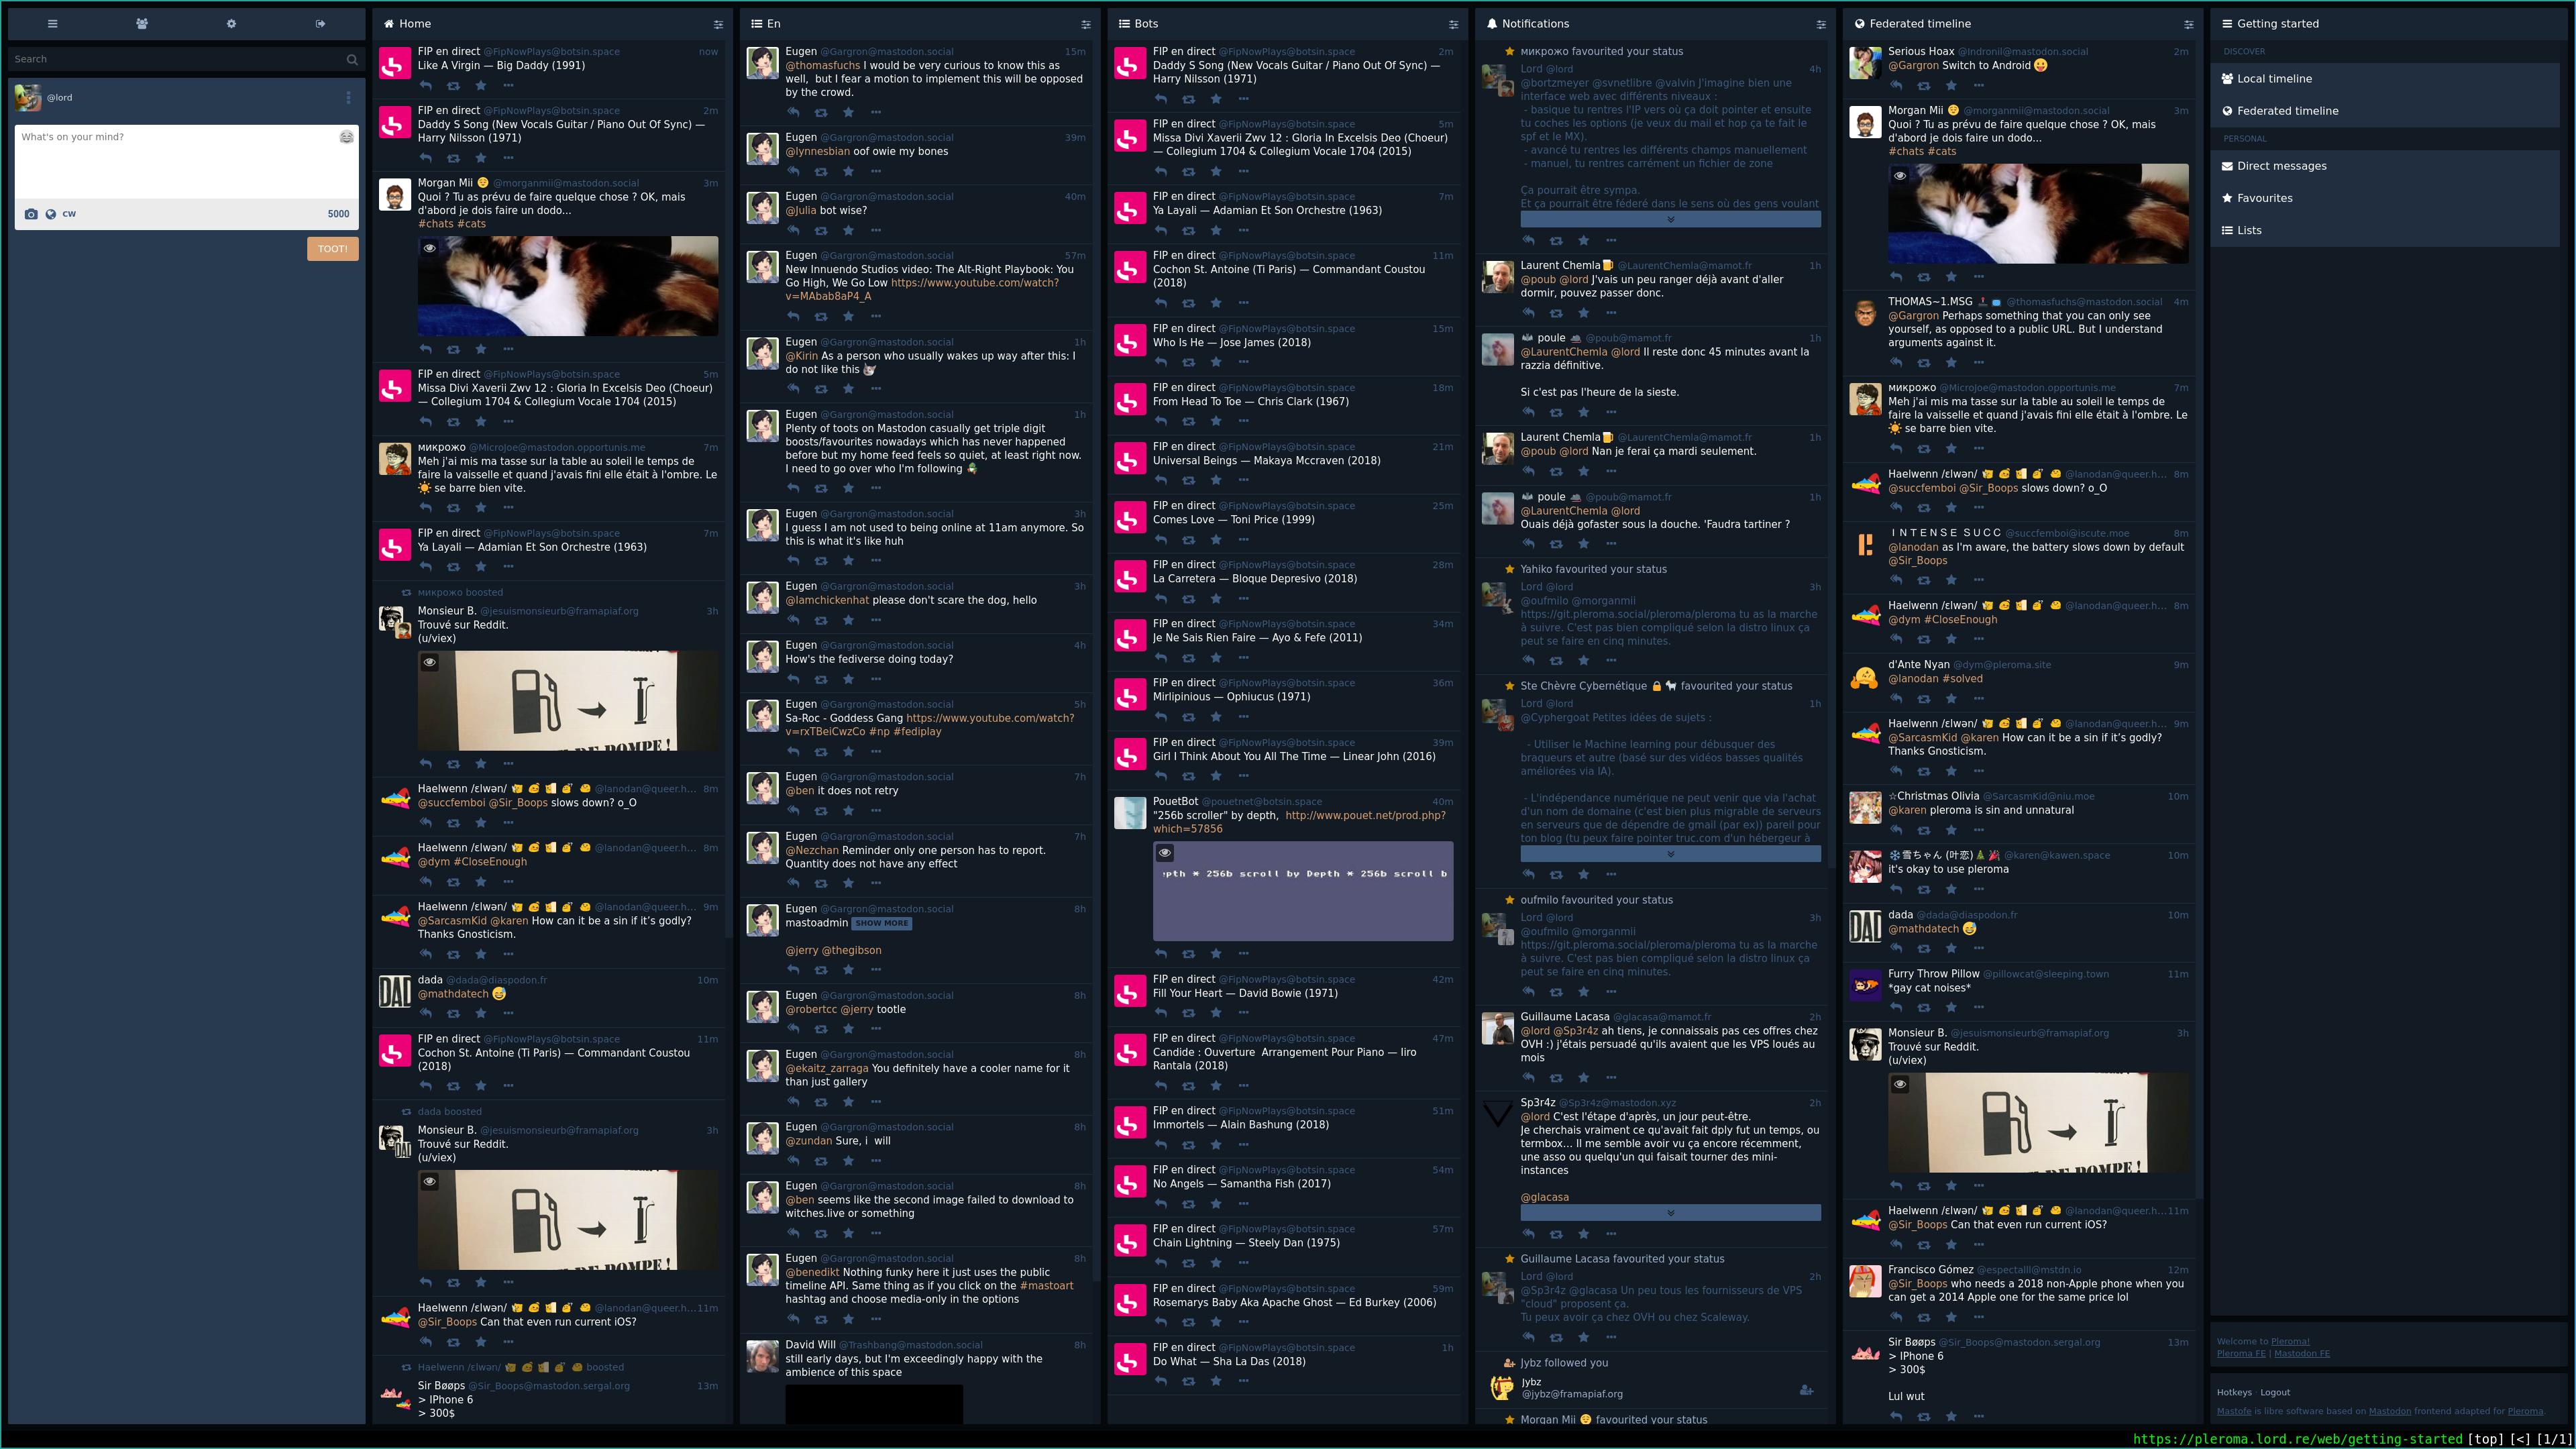 Search
@lord
What's on your mind?
CW
5000
TOOT!
Home
FIP en direct @FipNowPlays@botsin.space now
Like A Virgin — Big Daddy (1991)
FIP en direct @FipNowPlays@botsin.space 2m
Daddy S Song (New Vocals Guitar / Piano Out Of Sync) —
Harry Nilsson (1971)
Morgan Mii @morganmii@mastodon.social 3m
Quoi ? Tu as prévu de faire quelque chose ? OK, mais
d'abord je dois faire un dodo...
#chats #cats
FIP en direct @FipNowPlays@botsin.space 5m
Missa Divi Xaverii Zwv 12 : Gloria In Excelsis Deo (Choeur)
— Collegium 1704 & Collegium Vocale 1704 (2015)
микрожо @MicroJoe@mastodon.opportunis.me 7m
Meh j'ai mis ma tasse sur la table au soleil le temps de
faire la vaisselle et quand j'avais fini elle était à l'ombre. Le
☀ se barre bien vite.
FIP en direct @FipNowPlays@botsin.space 7m
Ya Layali — Adamian Et Son Orchestre (1963)
микрожо boosted
Monsieur B. @jesuismonsieurb@framapiaf.org 3h
Trouvé sur Reddit.
(u/viex)
DE POMPE!
Haelwenn /ɛlwən/ @lanodan@queer.h... 8m
@succfemboi @Sir_Boops slows down? o_O
Haelwenn /ɛlwən/ @lanodan@queer.h... 8m
@dym #CloseEnough
Haelwenn /ɛlwən/ @lanodan@queer.h... 9m
@SarcasmKid @karen How can it be a sin if it's godly?
Thanks Gnosticism.
dada @dada@diaspodon.fr 10m
@mathdatech 😅
FIP en direct @FipNowPlays@botsin.space 11m
Cochon St. Antoine (Ti Paris) — Commandant Coustou
(2018)
dada boosted
Monsieur B. @jesuismonsieurb@framapiaf.org 3h
Trouvé sur Reddit.
(u/viex)
DE POMPE!
Haelwenn /ɛlwən/ @lanodan@queer.h... 11m
@Sir_Boops Can that even run current iOS?
Haelwenn /ɛlwən/ boosted
Sir Bøøps @Sir_Boops@mastodon.sergal.org 13m
> IPhone 6
> 300$
En
Eugen @Gargron@mastodon.social 15m
@thomasfuchs I would be very curious to know this as
well, but I fear a motion to implement this will be opposed
by the crowd.
Eugen @Gargron@mastodon.social 39m
@lynnesbian oof owie my bones
Eugen @Gargron@mastodon.social 40m
@Julia bot wise?
Eugen @Gargron@mastodon.social 57m
New Innuendo Studios video: The Alt-Right Playbook: You
Go High, We Go Low https://www.youtube.com/watch?
v=MAbab8aP4_A
Eugen @Gargron@mastodon.social 1h
@Kirin As a person who usually wakes up way after this: I
do not like this
Eugen @Gargron@mastodon.social 1h
Plenty of toots on Mastodon casually get triple digit
boosts/favourites nowadays which has never happened
before but my home feed feels so quiet, at least right now.
I need to go over who I'm following
Eugen @Gargron@mastodon.social 3h
I guess I am not used to being online at 11am anymore. So
this is what it's like huh
Eugen @Gargron@mastodon.social 3h
@Iamchickenhat please don't scare the dog, hello
Eugen @Gargron@mastodon.social 4h
How's the fediverse doing today?
Eugen @Gargron@mastodon.social 5h
Sa-Roc - Goddess Gang https://www.youtube.com/watch?
v=rxTBeiCwzCo #np #fediplay
Eugen @Gargron@mastodon.social 7h
@ben it does not retry
Eugen @Gargron@mastodon.social 7h
@Nezchan Reminder only one person has to report.
Quantity does not have any effect
Eugen @Gargron@mastodon.social 8h
mastoadmin SHOW MORE
@jerry @thegibson
Eugen @Gargron@mastodon.social 8h
@robertcc @jerry tootle
Eugen @Gargron@mastodon.social 8h
@ekaitz_zarraga You definitely have a cooler name for it
than just gallery
Eugen @Gargron@mastodon.social 8h
@zundan Sure, i will
Eugen @Gargron@mastodon.social 8h
@ben seems like the second image failed to download to
witches.live or something
Eugen @Gargron@mastodon.social 8h
@benedikt Nothing funky here it just uses the public
timeline API. Same thing as if you click on the #mastoart
hashtag and choose media-only in the options
David Will @Trashbang@mastodon.social 8h
still early days, but I'm exceedingly happy with the
ambience of this space
Bots
FIP en direct @FipNowPlays@botsin.space 2m
Daddy S Song (New Vocals Guitar / Piano Out Of Sync) —
Harry Nilsson (1971)
FIP en direct @FipNowPlays@botsin.space 5m
Missa Divi Xaverii Zwv 12 : Gloria In Excelsis Deo (Choeur)
— Collegium 1704 & Collegium Vocale 1704 (2015)
FIP en direct @FipNowPlays@botsin.space 7m
Ya Layali — Adamian Et Son Orchestre (1963)
FIP en direct @FipNowPlays@botsin.space 11m
Cochon St. Antoine (Ti Paris) — Commandant Coustou
(2018)
FIP en direct @FipNowPlays@botsin.space 15m
Who Is He — Jose James (2018)
FIP en direct @FipNowPlays@botsin.space 18m
From Head To Toe — Chris Clark (1967)
FIP en direct @FipNowPlays@botsin.space 21m
Universal Beings — Makaya Mccraven (2018)
FIP en direct @FipNowPlays@botsin.space 25m
Comes Love — Toni Price (1999)
FIP en direct @FipNowPlays@botsin.space 28m
La Carretera — Bloque Depresivo (2018)
FIP en direct @FipNowPlays@botsin.space 34m
Je Ne Sais Rien Faire — Ayo & Fefe (2011)
FIP en direct @FipNowPlays@botsin.space 36m
Mirlipinious — Ophiucus (1971)
FIP en direct @FipNowPlays@botsin.space 39m
Girl I Think About You All The Time — Linear John (2016)
PouetBot @pouetnet@botsin.space 40m
"256b scroller" by depth, http://www.pouet.net/prod.php?
which=57856
pth * 256b scroll by Depth * 256b scroll b
FIP en direct @FipNowPlays@botsin.space 42m
Fill Your Heart — David Bowie (1971)
FIP en direct @FipNowPlays@botsin.space 47m
Candide : Ouverture Arrangement Pour Piano — Iiro
Rantala (2018)
FIP en direct @FipNowPlays@botsin.space 51m
Immortels — Alain Bashung (2018)
FIP en direct @FipNowPlays@botsin.space 54m
No Angels — Samantha Fish (2017)
FIP en direct @FipNowPlays@botsin.space 57m
Chain Lightning — Steely Dan (1975)
FIP en direct @FipNowPlays@botsin.space 59m
Rosemarys Baby Aka Apache Ghost — Ed Burkey (2006)
FIP en direct @FipNowPlays@botsin.space 1h
Do What — Sha La Das (2018)
Notifications
микрожо favourited your status
Lord @lord 4h
@bortzmeyer @svnetlibre @valvin J'imagine bien une
interface web avec différents niveaux :
- basique tu rentres l'IP vers où ça doit pointer et ensuite
tu coches les options (je veux du mail et hop ça te fait le
spf et le MX).
- avancé tu rentres les différents champs manuellement
- manuel, tu rentres carrément un fichier de zone
Ça pourrait être sympa.
Et ça pourrait être fédéré dans le sens où des gens voulant
Laurent Chemla🍺 @LaurentChemla@mamot.fr 1h
@poub @lord J'vais un peu ranger déjà avant d'aller
dormir, pouvez passer donc.
poule @poub@mamot.fr 1h
@LaurentChemla @lord Il reste donc 45 minutes avant la
razzia définitive.
Si c'est pas l'heure de la sieste.
Laurent Chemla🍺 @LaurentChemla@mamot.fr 1h
@poub @lord Nan je ferai ça mardi seulement.
poule @poub@mamot.fr 1h
@LaurentChemla @lord
Ouais déjà gofaster sous la douche. 'Faudra tartiner ?
Yahiko favourited your status
Lord @lord 3h
@oufmilo @morganmii
https://git.pleroma.social/pleroma/pleroma tu as la marche
à suivre. C'est pas bien compliqué selon la distro linux ça
peut se faire en cinq minutes.
Ste Chèvre Cybernétique 🔒🐐 favourited your status
Lord @lord 1h
@Cyphergoat Petites idées de sujets :
- Utiliser le Machine learning pour débusquer des
braqueurs et autre (basé sur des vidéos basses qualités
améliorées via IA).
- L'indépendance numérique ne peut venir que via l'achat
d'un nom de domaine (c'est bien plus migrable de serveurs
en serveurs que de dépendre de gmail (par ex)) pareil pour
ton blog (tu peux faire pointer truc.com d'un hébergeur à
oufmilo favourited your status
Lord @lord 3h
@oufmilo @morganmii
https://git.pleroma.social/pleroma/pleroma tu as la marche
à suivre. C'est pas bien compliqué selon la distro linux ça
peut se faire en cinq minutes.
Guillaume Lacasa @glacasa@mamot.fr 2h
@lord @Sp3r4z ah tiens, je connaissais pas ces offres chez
OVH :) j'étais persuadé qu'ils avaient que les VPS loués au
mois
Sp3r4z @Sp3r4z@mastodon.xyz 2h
@lord C'est l'étape d'après, un jour peut-être.
Je cherchais vraiment ce qu'avait fait dply fut un temps, ou
termbox... Il me semble avoir vu ça encore récemment,
une asso ou quelqu'un qui faisait tourner des mini-
instances
@glacasa
Guillaume Lacasa favourited your status
Lord @lord 2h
@Sp3r4z @glacasa Un peu tous les fournisseurs de VPS
"cloud" proposent ça.
Tu peux avoir ça chez OVH ou chez Scaleway.
Jybz followed you
Jybz
@jybz@framapiaf.org
Morgan Mii favourited your status
Federated timeline
Serious Hoax @Indronil@mastodon.social 2m
@Gargron Switch to Android 😛
Morgan Mii @morganmii@mastodon.social 3m
Quoi ? Tu as prévu de faire quelque chose ? OK, mais
d'abord je dois faire un dodo...
#chats #cats
THOMAS~1.MSG @thomasfuchs@mastodon.social 4m
@Gargron Perhaps something that you can only see
yourself, as opposed to a public URL. But I understand
arguments against it.
микрожо @MicroJoe@mastodon.opportunis.me 7m
Meh j'ai mis ma tasse sur la table au soleil le temps de
faire la vaisselle et quand j'avais fini elle était à l'ombre. Le
☀ se barre bien vite.
Haelwenn /ɛlwən/ @lanodan@queer.h... 8m
@succfemboi @Sir_Boops slows down? o_O
ＩＮＴＥＮＳＥ ＳＵＣＣ @succfemboi@iscute.moe 8m
@lanodan as I'm aware, the battery slows down by default
@Sir_Boops
Haelwenn /ɛlwən/ @lanodan@queer.h... 8m
@dym #CloseEnough
d'Ante Nyan @dym@pleroma.site 9m
@lanodan #solved
Haelwenn /ɛlwən/ @lanodan@queer.h... 9m
@SarcasmKid @karen How can it be a sin if it's godly?
Thanks Gnosticism.
☆Christmas Olivia @SarcasmKid@niu.moe 10m
@karen pleroma is sin and unnatural
❄雪ちゃん (叶恋)🎄🎉 @karen@kawen.space 10m
it's okay to use pleroma
dada @dada@diaspodon.fr 10m
@mathdatech 😅
Furry Throw Pillow @pillowcat@sleeping.town 11m
*gay cat noises*
Monsieur B. @jesuismonsieurb@framapiaf.org 3h
Trouvé sur Reddit.
(u/viex)
DE POMPE!
Haelwenn /ɛlwən/ @lanodan@queer.h... 11m
@Sir_Boops Can that even run current iOS?
Francisco Gómez @espectalll@mstdn.io 12m
@Sir_Boops who needs a 2018 non-Apple phone when you
can get a 2014 Apple one for the same price lol
Sir Bøøps @Sir_Boops@mastodon.sergal.org 13m
> IPhone 6
> 300$
Lul wut
Getting started
DISCOVER
Local timeline
Federated timeline
PERSONAL
Direct messages
Favourites
Lists
Welcome to Pleroma!
Pleroma FE | Mastodon FE
Hotkeys · Logout
Mastofe is libre software based on Mastodon frontend adapted for Pleroma.
https://pleroma.lord.re/web/getting-started [top] [<] [1/1]